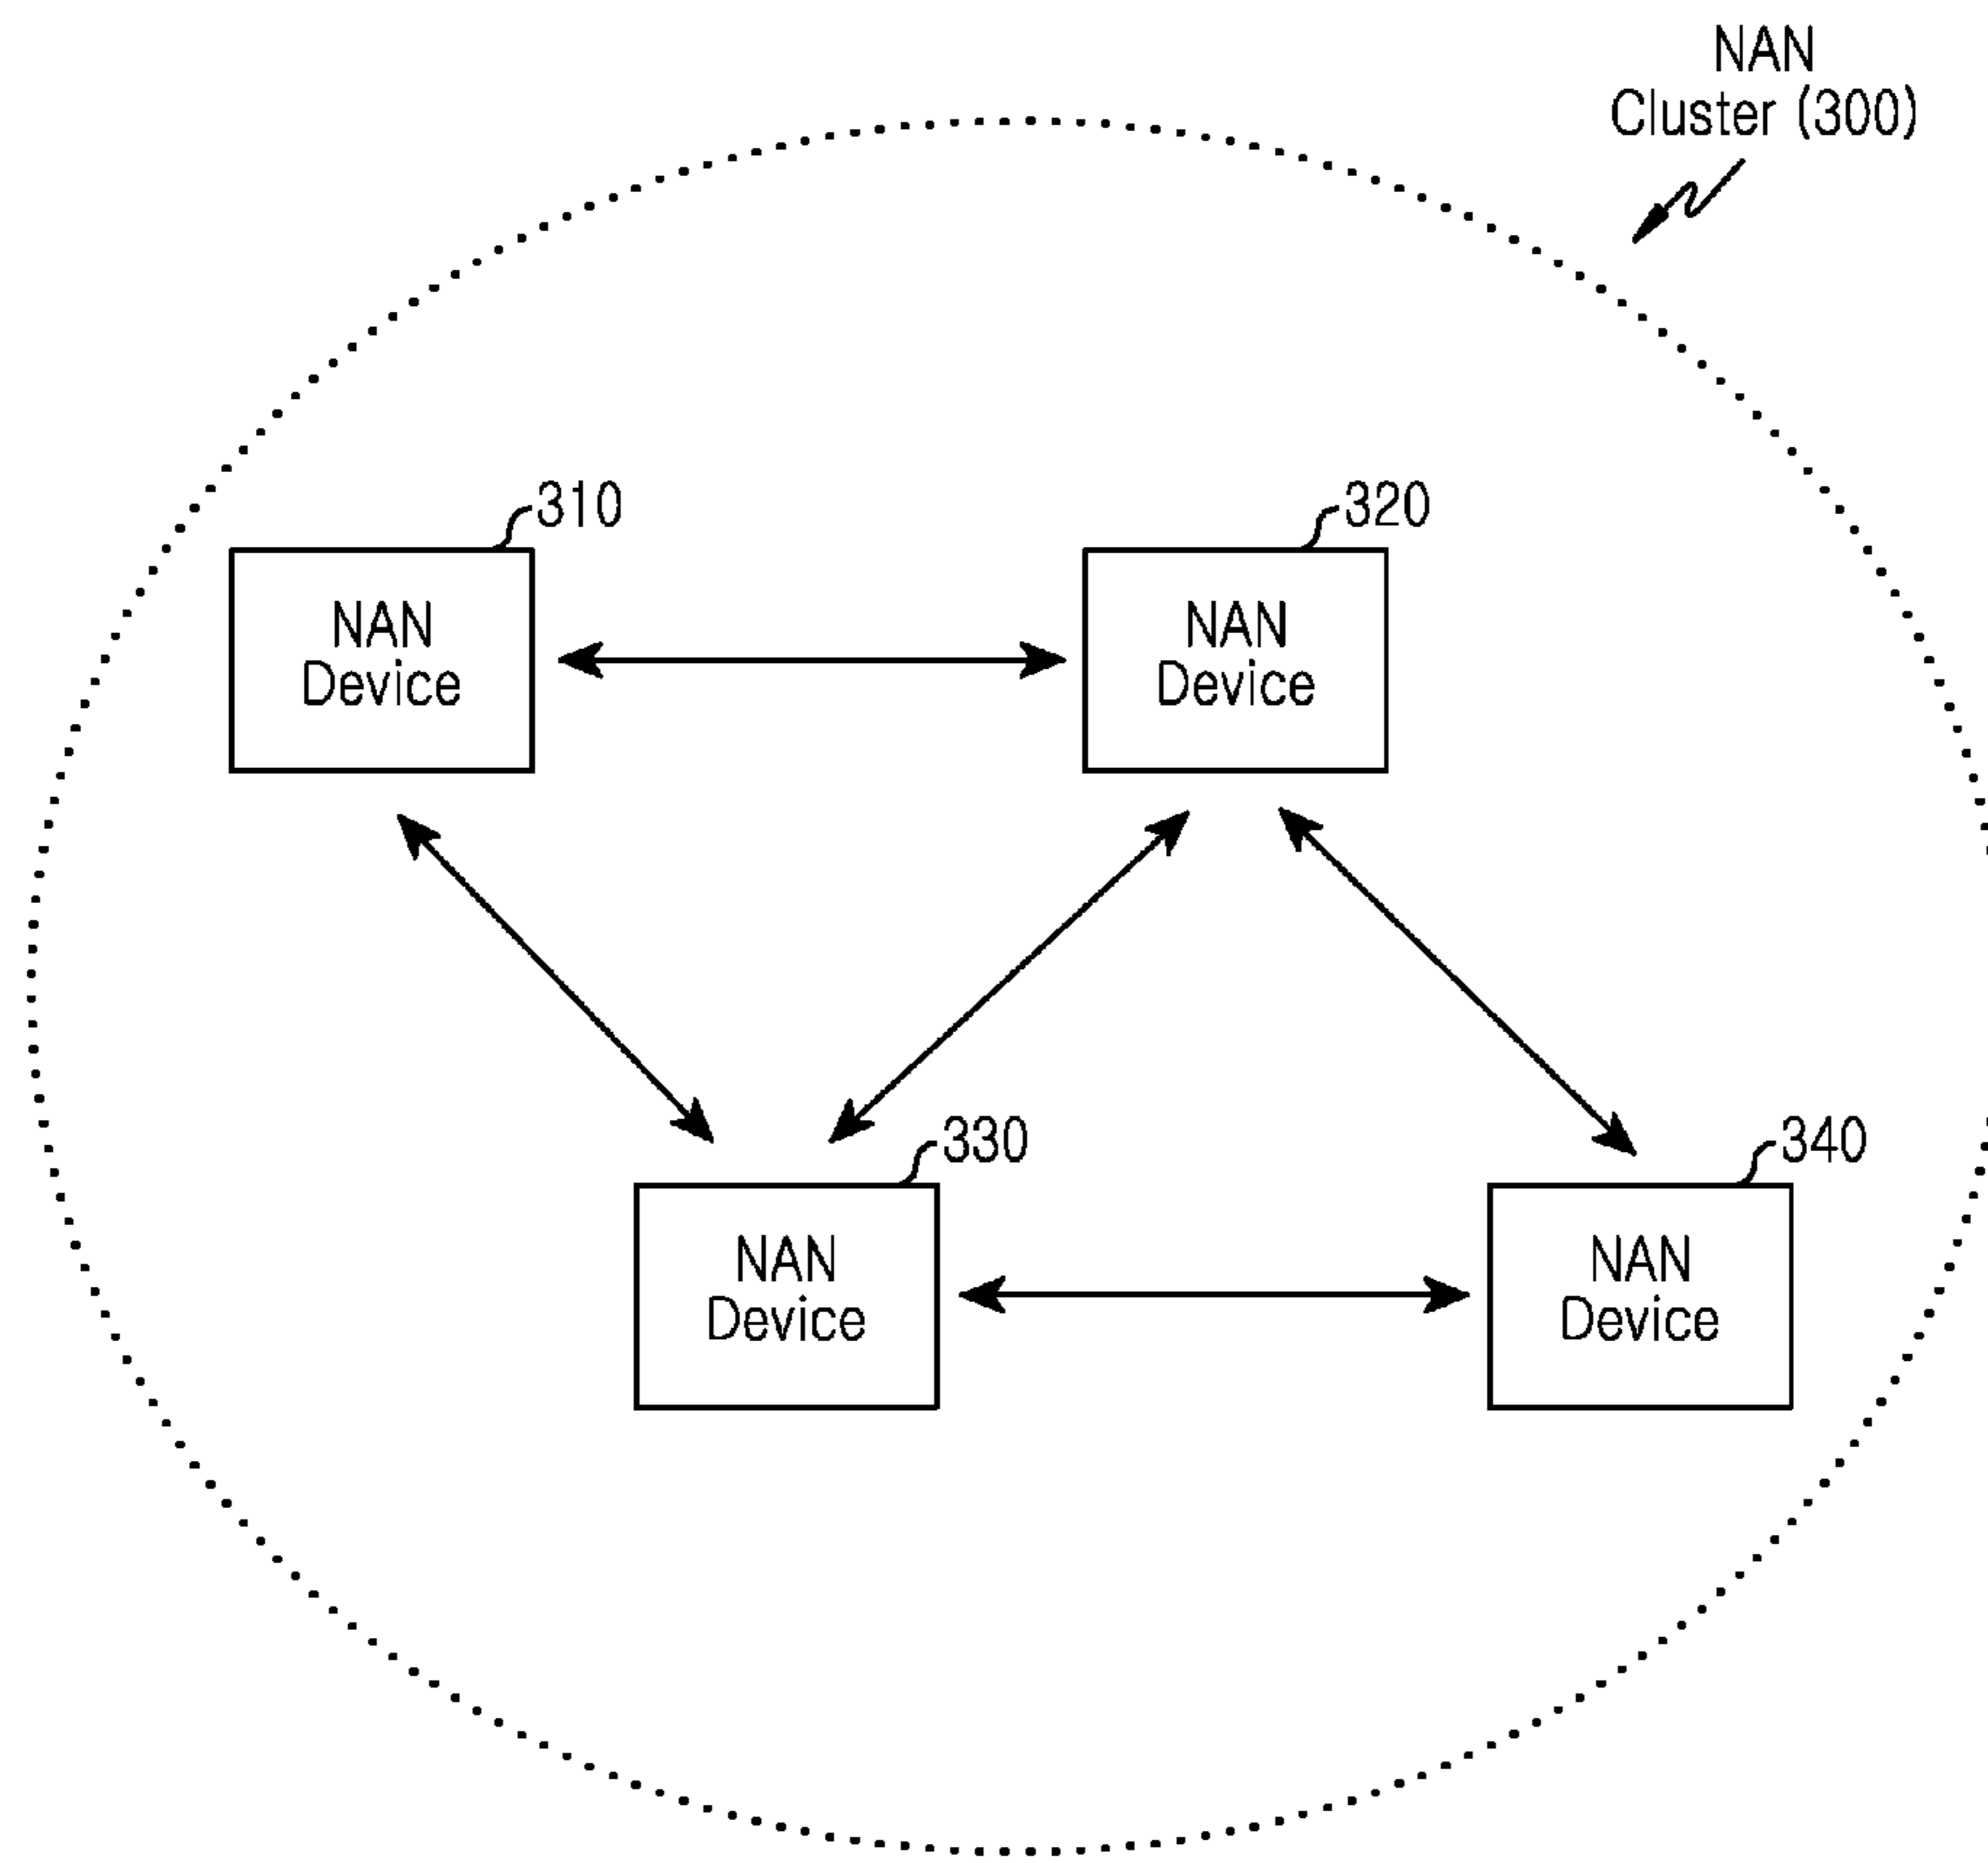 NAN
Cluster (300)
310
320
NAN
Device
NAN
Device
330
340
NAN
Device
NAN
Device